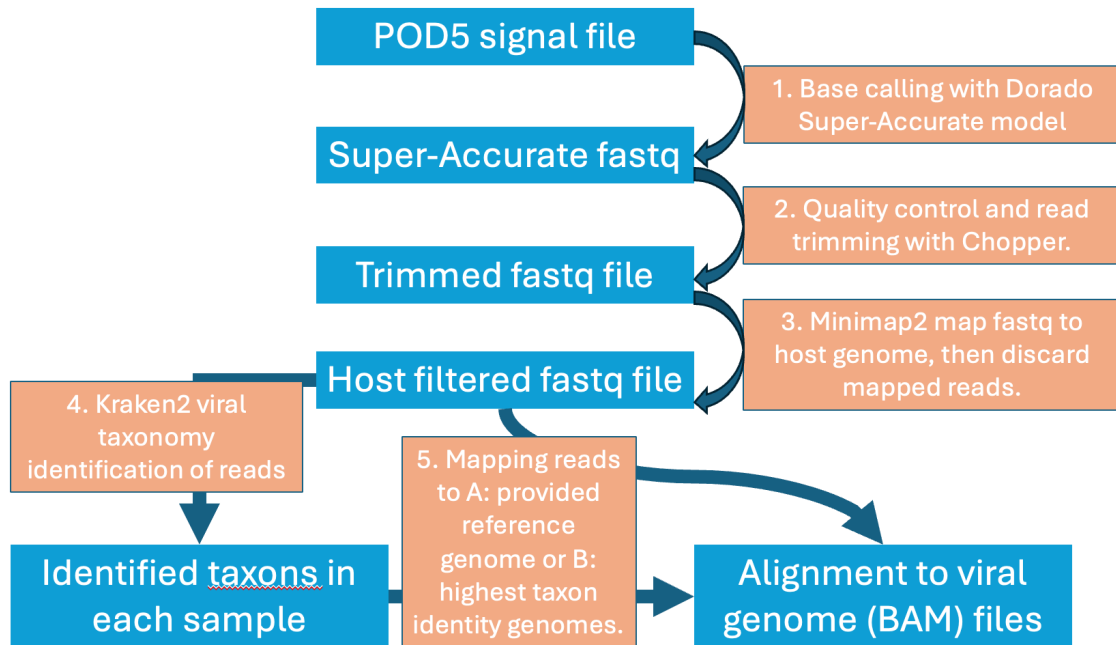 POD5 signal file
1. Base calling with Dorado
Super-Accurate model
Super-Accurate fastq
2. Quality control and read
trimming with Chopper.
Trimmed fastq file
3. Minimap2 map fastq to
host genome, then discard
mapped reads.
Host filtered fastq file
4. Kraken2 viral
taxonomy
identification of reads
5. Mapping reads
to A: provided
reference
genome or B:
highest taxon
identity genomes.
Identified taxons in
each sample
Alignment to viral
genome (BAM) files